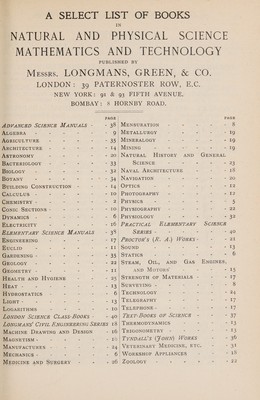 A SELECT LIST OF BOOKS
IN
NATURAL AND PHYSICAL SCIENCE
MATHEMATICS AND TECHNOLOGY
PUBLISHED BY
MESSRS. LONGMANS, GREEN, & CO.
LONDON: 39 PATERNOSTER ROW, E.C.
NEW YORK: 91 & 93 FIFTH AVENUE.
BOMBAY: 8 HORNBY ROAD.
PAGE
ADVANCED SCIENCE MANUALS - 38
ALGEBRA - 9
AGRICULTURE - 35
ARCHITECTURE - 14
ASTRONOMY - 20
BACTERIOLOGY - 33
BIOLOGY - 32
BOTANY - 34
BUILDING CONSTRUCTION - 14
CALCULUS - 10
CHEMISTRY - 2
CONIC SECTIONS - 10
DYNAMICS - 6
ELECTRICITY - 16
ELEMENTARY SCIENCE MANUALS - 38
ENGINEERING - 17
EUCLID - 11
GARDENING - 35
GEOLOGY - 22
GEOMETRY - 11
HEALTH AND HYGIENE - 25
HEAT - 13
HYDROSTATICS - 6
LIGHT - 13
LOGARITHMS - 10
LONDON SCIENCE CLASS-BOOKS - 40
LONGMANS' CIVIL ENGINEERING SERIES
MACHINE DRAWING AND DESIGN - 16
MAGNETISM
MANUFACTURES
MECHANICS - 6
MEDICINE AND SURGERY - 26
PAGE
MENSURATION - 8
METALLURGY - 19
MINERALOGY - 19
MINING - 19
NATURAL HISTORY AND GENERAL
SCIENCE - 23
NAVAL ARCHITECTURE - 18
NAVIGATION - 20
OPTICS - 12
PHOTOGRAPHY - 12
PHYSICS - 5
PHYSIOGRAPHY - 22
PHYSIOLOGY - 32
PRACTICAL ELEMENTARY SCIENCE
SERIES - 40
PROCTOR'S (R. A.) WORKS - 21
SOUND - 13
STATICS - 6
STEAM, OIL, AND GAS ENGINES,
AND MOTORS - 15
STRENGTH OF MATERIALS - 17
SURVEYING - 8
TECHNOLOGY - 24
TELEGRAPHY - 17
TELEPHONE - 17
TEXT-BOOKS OF SCIENCE - 37
THERMODYNAMICS - 13
TRIGONOMETRY - 13
TYNDALL'S (JOHN) WORKS - 36
VETERINARY MEDICINE, ETC. - 31
WORKSHOP APPLIANCES - 18
ZOOLOGY - 22